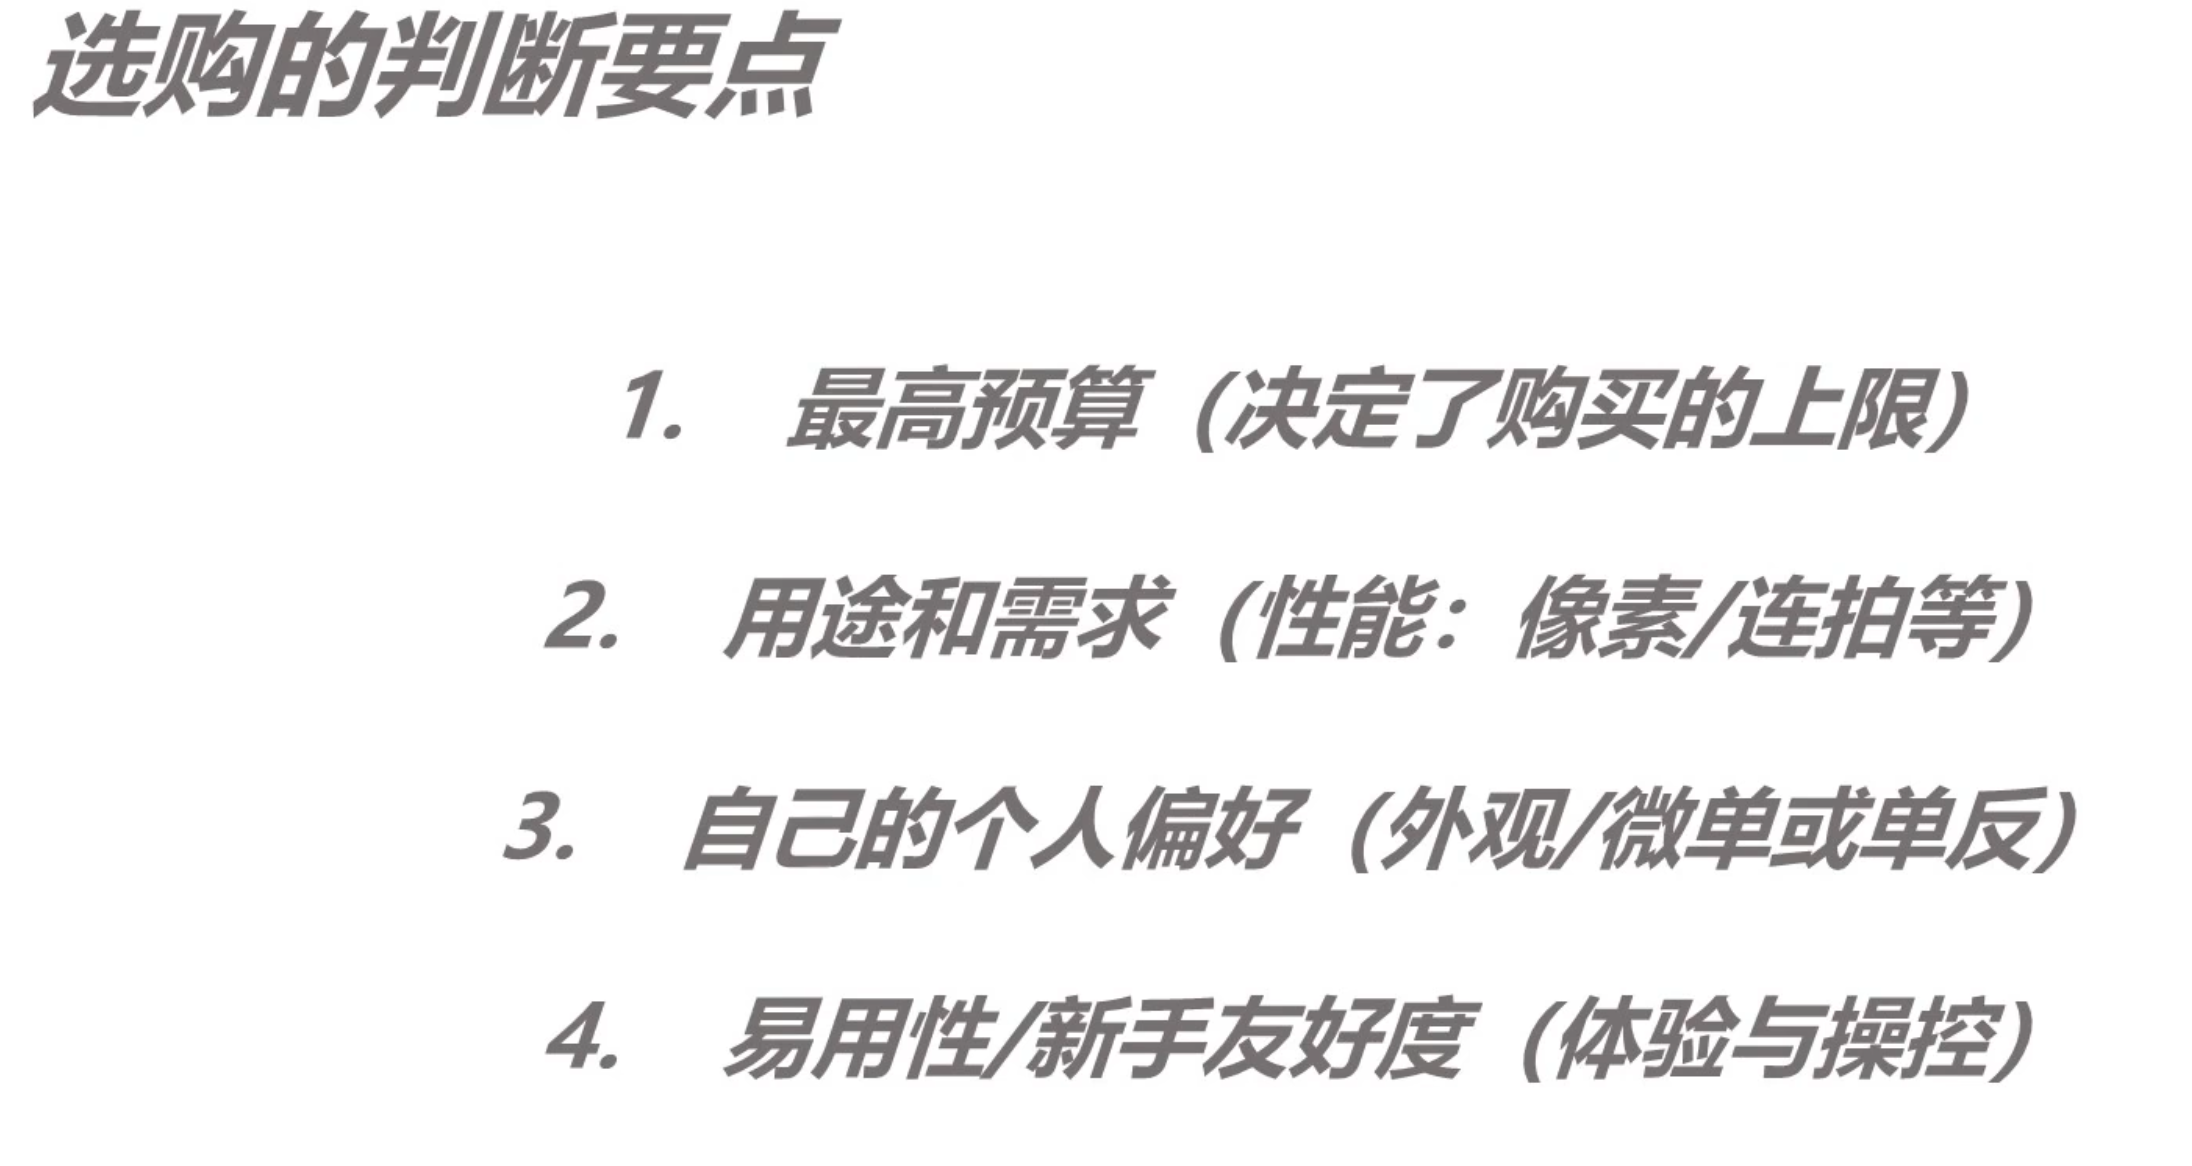 选购的判断要点
1. 最高预算（决定了购买的上限）
2. 用途和需求（性能：像素/连拍等）
3. 自己的个人偏好（外观/微单或单反）
4. 易用性/新手友好度（体验与操控）